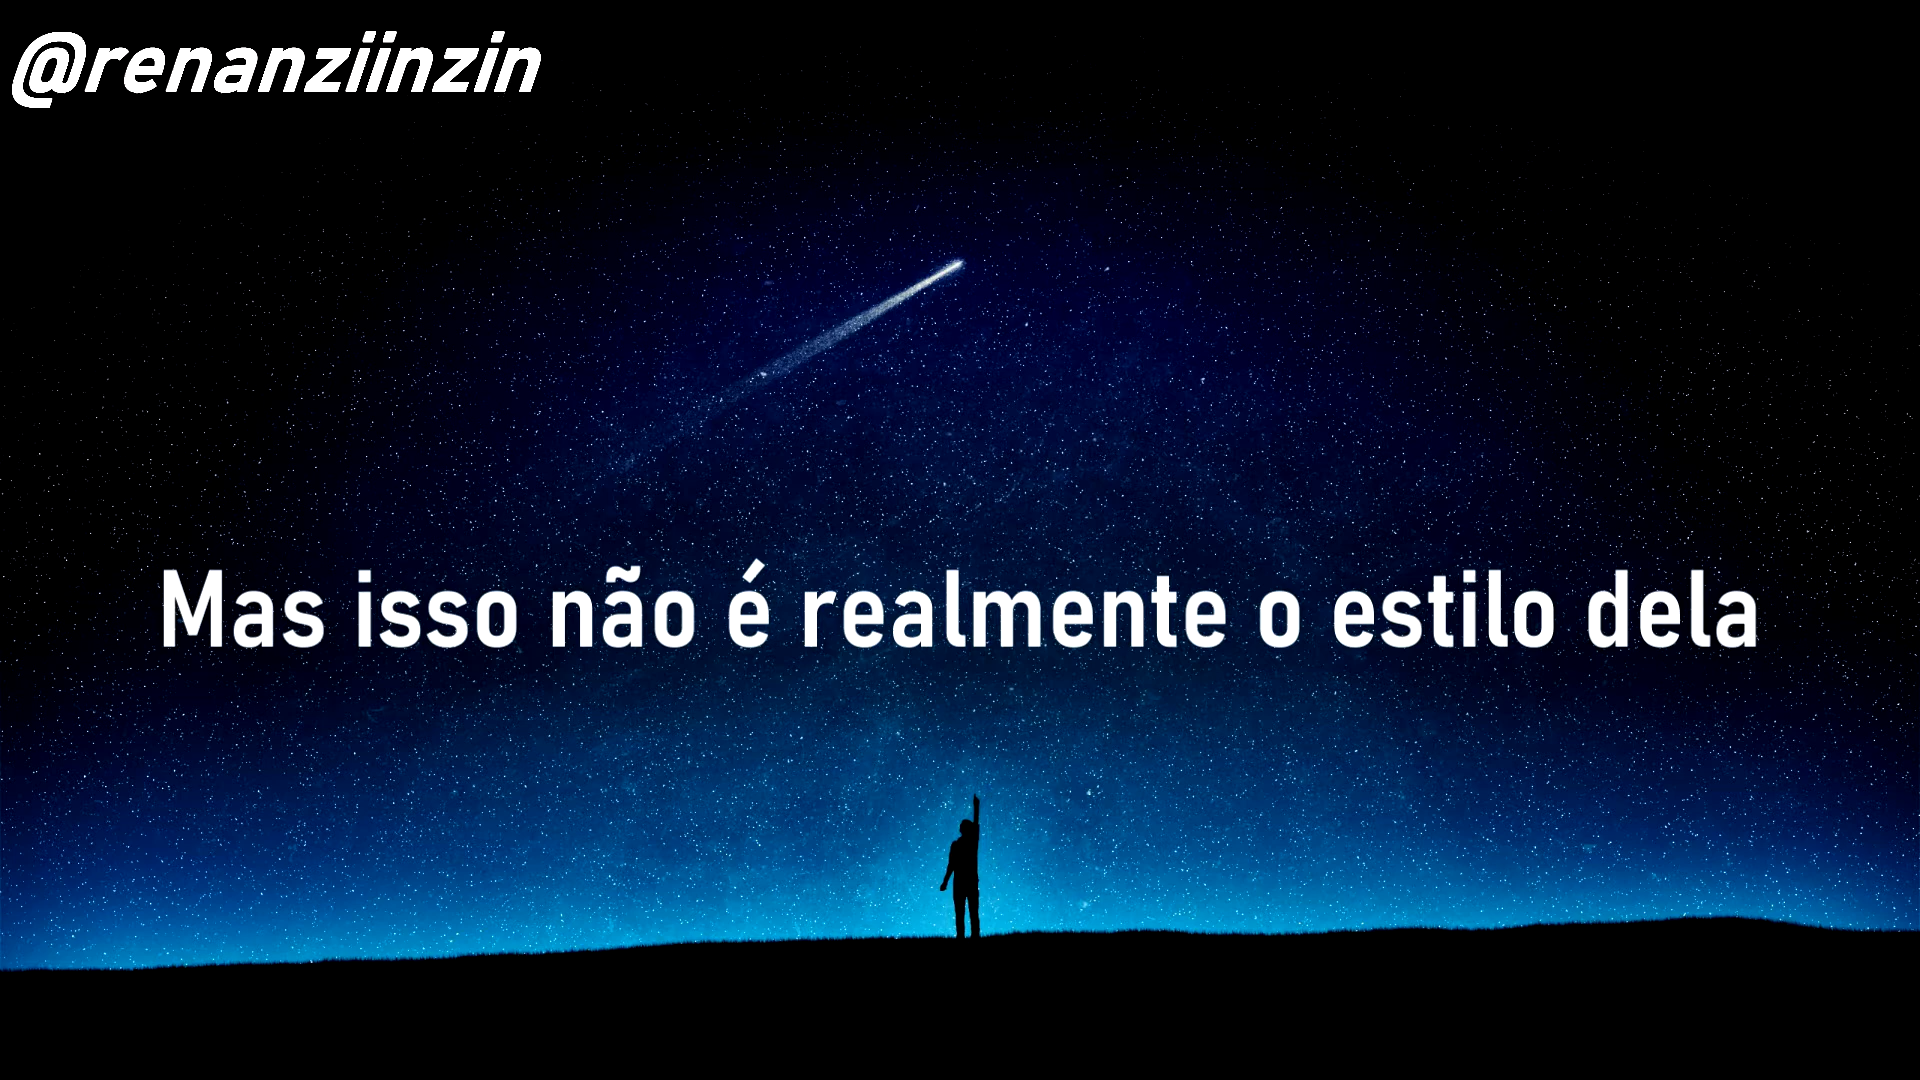 @renanziinzin
Mas isso não é realmente o estilo dela